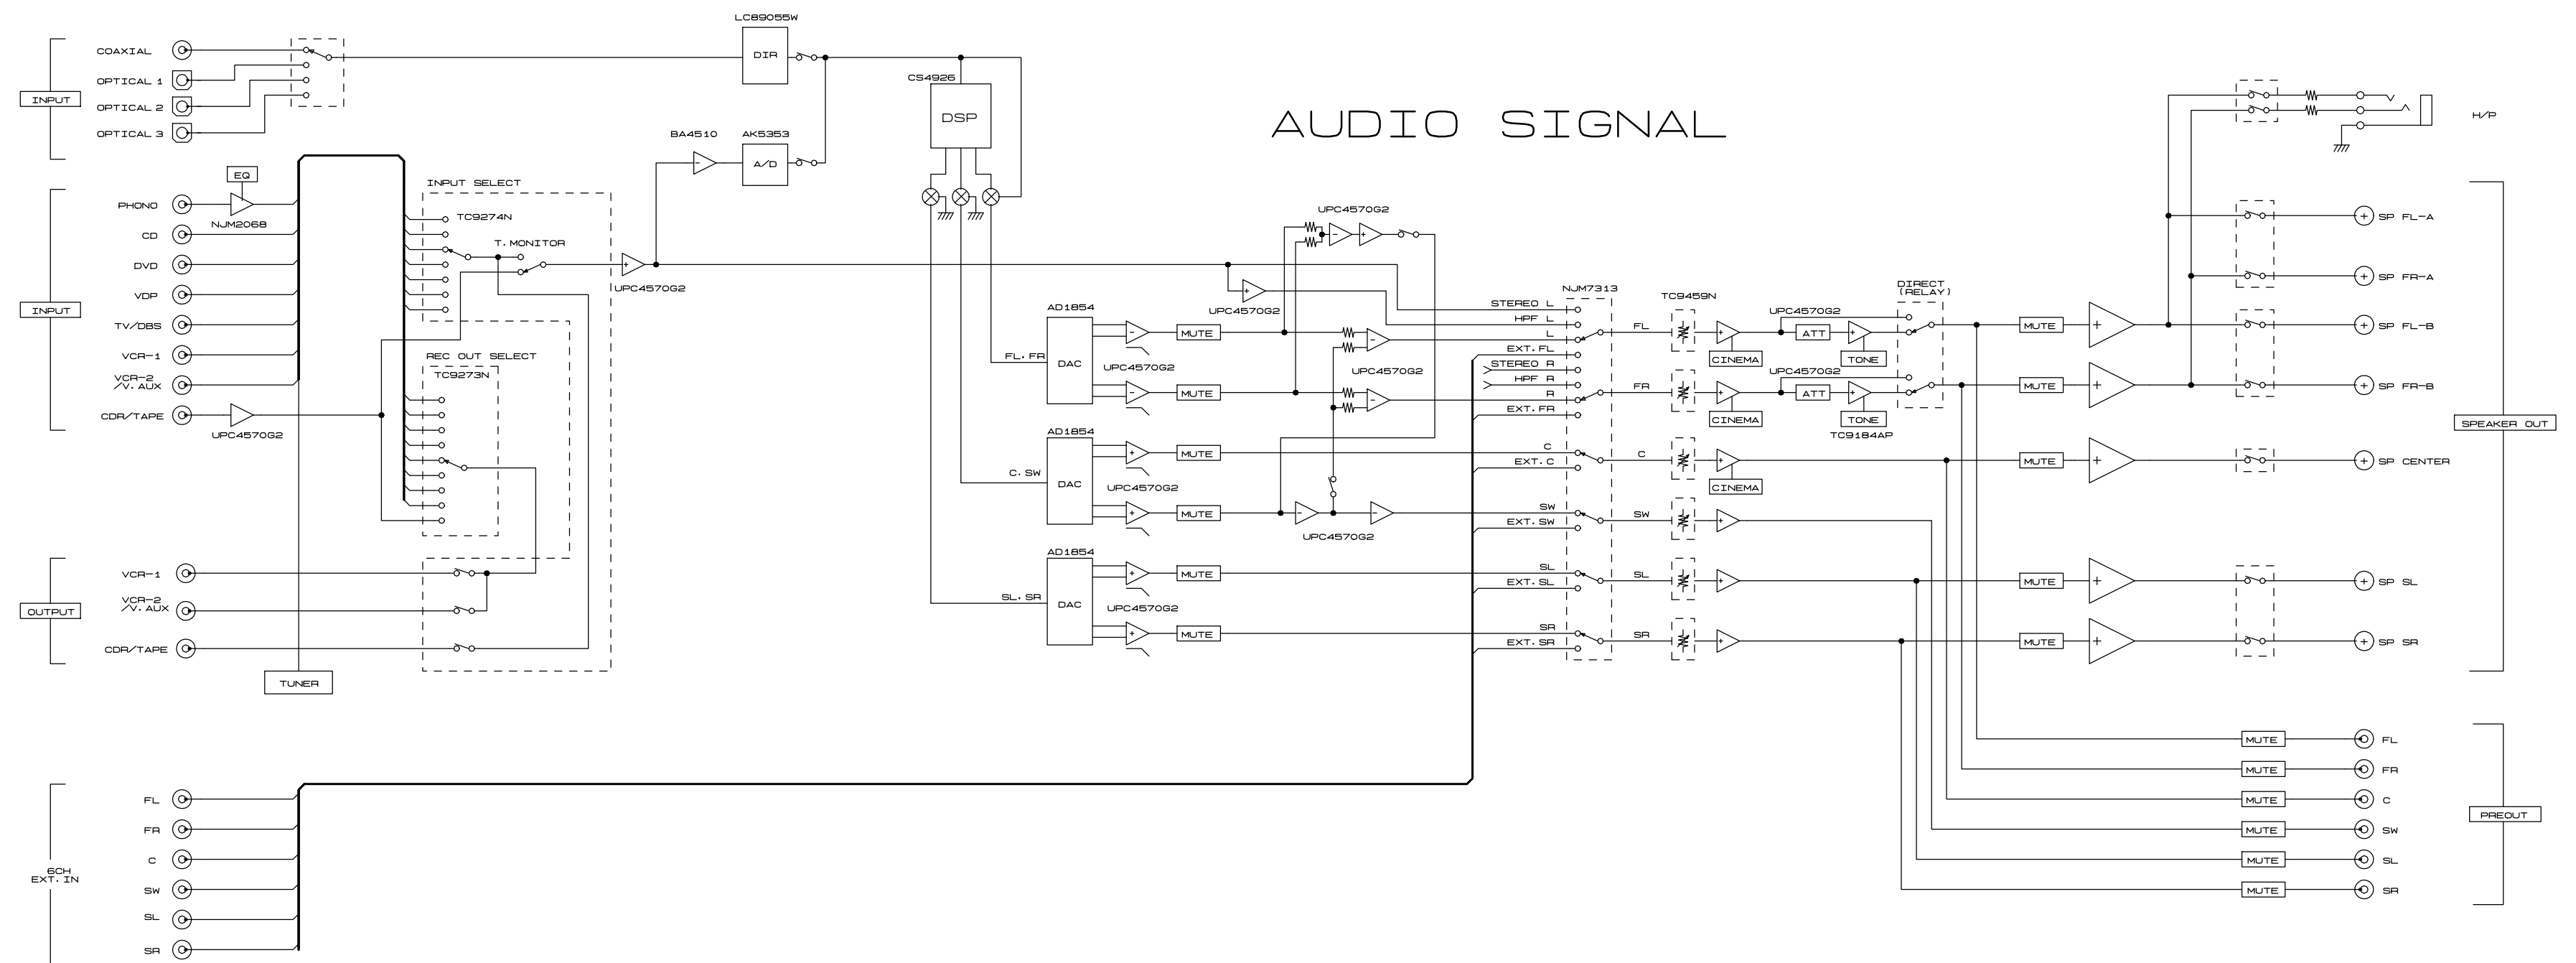 AUDIO SIGNAL
INPUT
COAXIAL
OPTICAL 1
OPTICAL 2
OPTICAL 3
LC89055W
DIR
CS4926
DSP
BA4510
AK5353
A/D
INPUT
EQ
PHONO
NJM2068
CD
DVD
VDP
TV/DBS
VCR-1
VCR-2
/V.AUX
CDR/TAPE
UPC4570G2
INPUT SELECT
TC9274N
T.MONITOR
UPC4570G2
REC OUT SELECT
TC9273N
OUTPUT
VCR-1
VCR-2
/V.AUX
CDR/TAPE
TUNER
6CH
EXT.IN
FL
FR
C
SW
SL
SR
AD1854
FL.FR
DAC
UPC4570G2
MUTE
MUTE
AD1854
C.SW
DAC
UPC4570G2
MUTE
MUTE
AD1854
SL.SR
DAC
UPC4570G2
MUTE
MUTE
UPC4570G2
UPC4570G2
UPC4570G2
UPC4570G2
NJM7313
STEREO L
HPF L
L
EXT.FL
STEREO R
HPF R
R
EXT.FR
C
EXT.C
SW
EXT.SW
SL
EXT.SL
SR
EXT.SR
FL
FR
C
SW
SL
SR
TC9459N
CINEMA
CINEMA
CINEMA
UPC4570G2
ATT
TONE
UPC4570G2
ATT
TONE
TC9184AP
DIRECT
(RELAY)
MUTE
MUTE
MUTE
MUTE
MUTE
H/P
SP FL-A
SP FR-A
SP FL-B
SP FR-B
SP CENTER
SP SL
SP SR
SPEAKER OUT
MUTE
FL
MUTE
FR
MUTE
C
MUTE
SW
MUTE
SL
MUTE
SR
PREOUT